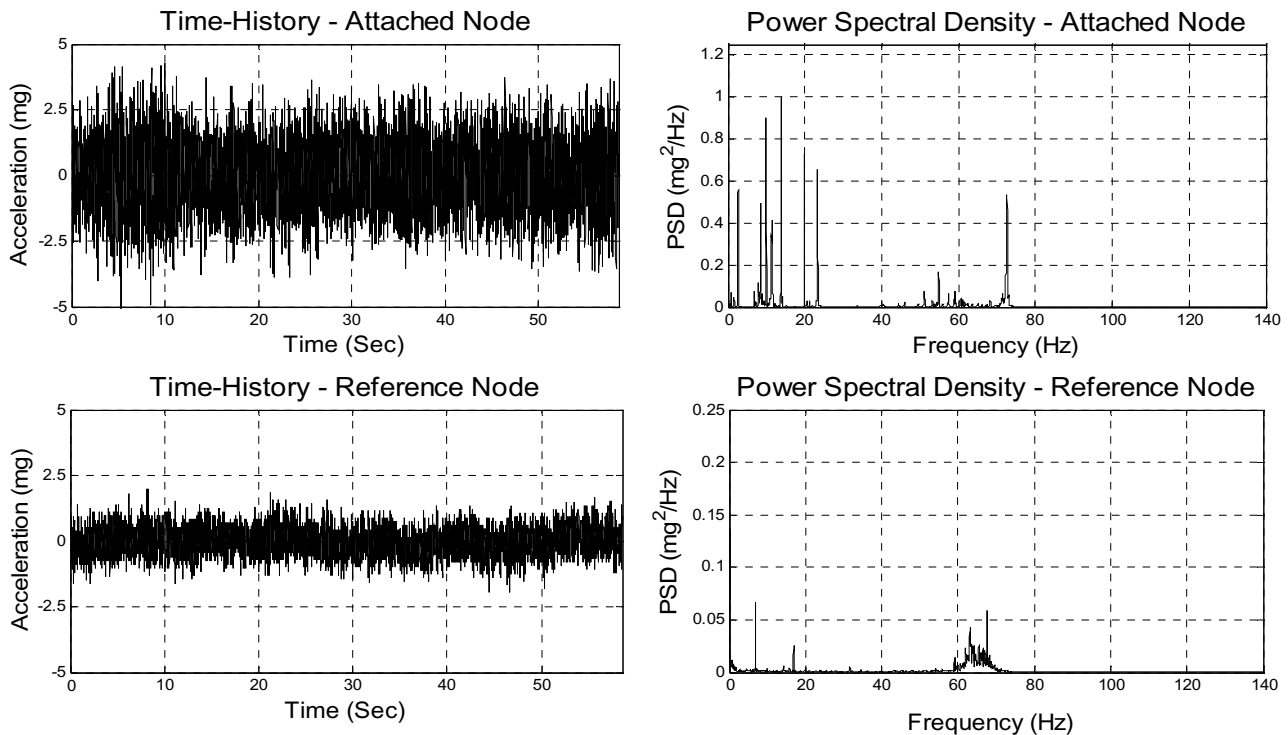 Time-History - Attached Node
Acceleration (mg)
5
2.5
0
-2.5
-5
0 10 20 30 40 50
Time (Sec)
Power Spectral Density - Attached Node
PSD (mg²/Hz)
1.2
1
0.8
0.6
0.4
0.2
0
0 20 40 60 80 100 120 140
Frequency (Hz)
Time-History - Reference Node
Acceleration (mg)
5
2.5
0
-2.5
-5
0 10 20 30 40 50
Time (Sec)
Power Spectral Density - Reference Node
PSD (mg²/Hz)
0.25
0.2
0.15
0.1
0.05
0
0 20 40 60 80 100 120 140
Frequency (Hz)